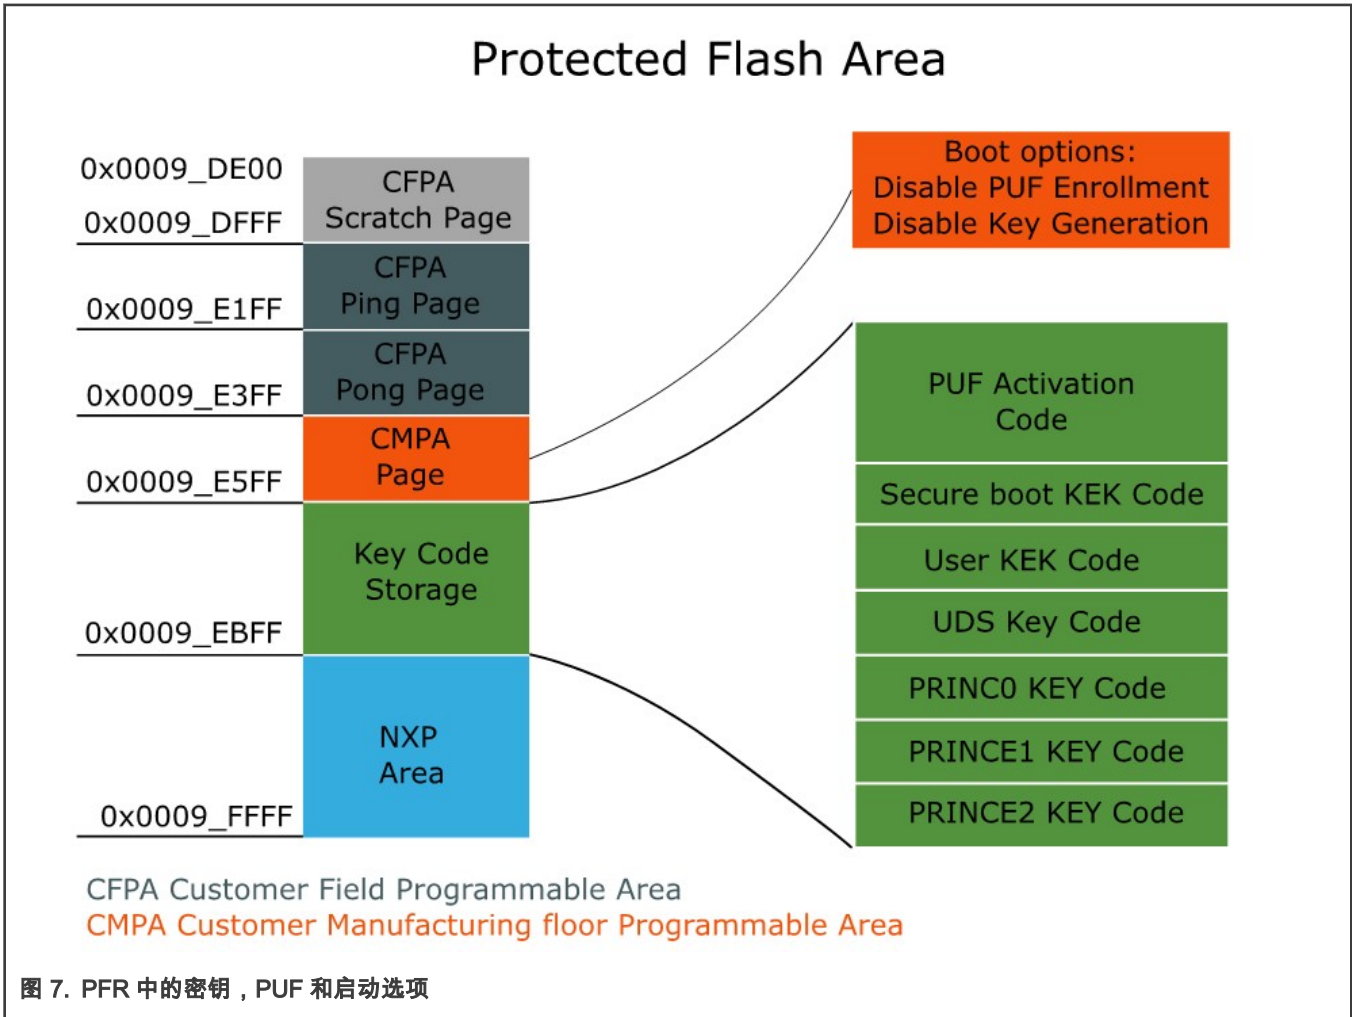 Protected Flash Area
0x0009_DE00
0x0009_DFFF
0x0009_E1FF
0x0009_E3FF
0x0009_E5FF
0x0009_EBFF
0x0009_FFFF
CFPA
Scratch Page
CFPA
Ping Page
CFPA
Pong Page
CMPA
Page
Key Code
Storage
NXP
Area
Boot options:
Disable PUF Enrollment
Disable Key Generation
PUF Activation
Code
Secure boot KEK Code
User KEK Code
UDS Key Code
PRINC0 KEY Code
PRINCE1 KEY Code
PRINCE2 KEY Code
CFPA Customer Field Programmable Area
CMPA Customer Manufacturing floor Programmable Area
图 7. PFR 中的密钥，PUF 和启动选项